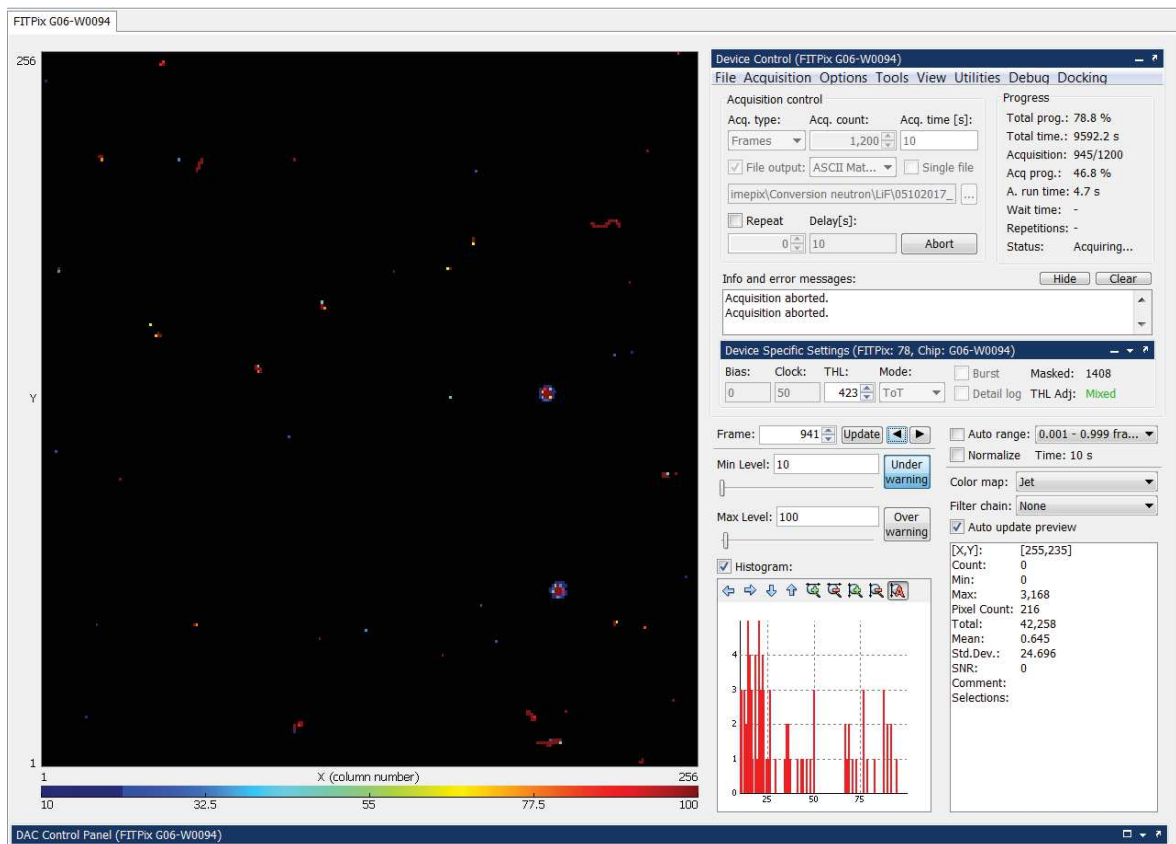 FITPix G06-W0094
256
Y
1
1
X (column number)
256
10
32.5
55
77.5
100
Device Control (FITPix G06-W0094)
File Acquisition Options Tools View Utilities Debug Docking
Acquisition control
Acq. type: Acq. count: Acq. time [s]:
Frames 1,200 10
File output: ASCII Mat... Single file
imepix\Conversion neutron\LiF\05102017_ ...
Repeat Delay[s]:
0 10 Abort
Progress
Total prog.: 78.8 %
Total time.: 9592.2 s
Acquisition: 945/1200
Acq prog.: 46.8 %
A. run time: 4.7 s
Wait time: -
Repetitions: -
Status: Acquiring...
Info and error messages: Hide Clear
Acquisition aborted.
Acquisition aborted.
Device Specific Settings (FITPix: 78, Chip: G06-W0094)
Bias: Clock: THL: Mode: Burst Masked: 1408
0 50 423 ToT Detail log THL Adj: Mixed
Frame: 941 Update
Min Level: 10 Under warning
Max Level: 100 Over warning
Histogram:
4
3
2
1
0
25 50 75
Auto range: 0.001 - 0.999 fra...
Normalize Time: 10 s
Color map: Jet
Filter chain: None
Auto update preview
[X,Y]: [255,235]
Count: 0
Min: 0
Max: 3,168
Pixel Count: 216
Total: 42,258
Mean: 0.645
Std.Dev.: 24.696
SNR: 0
Comment:
Selections:
DAC Control Panel (FITPix G06-W0094)